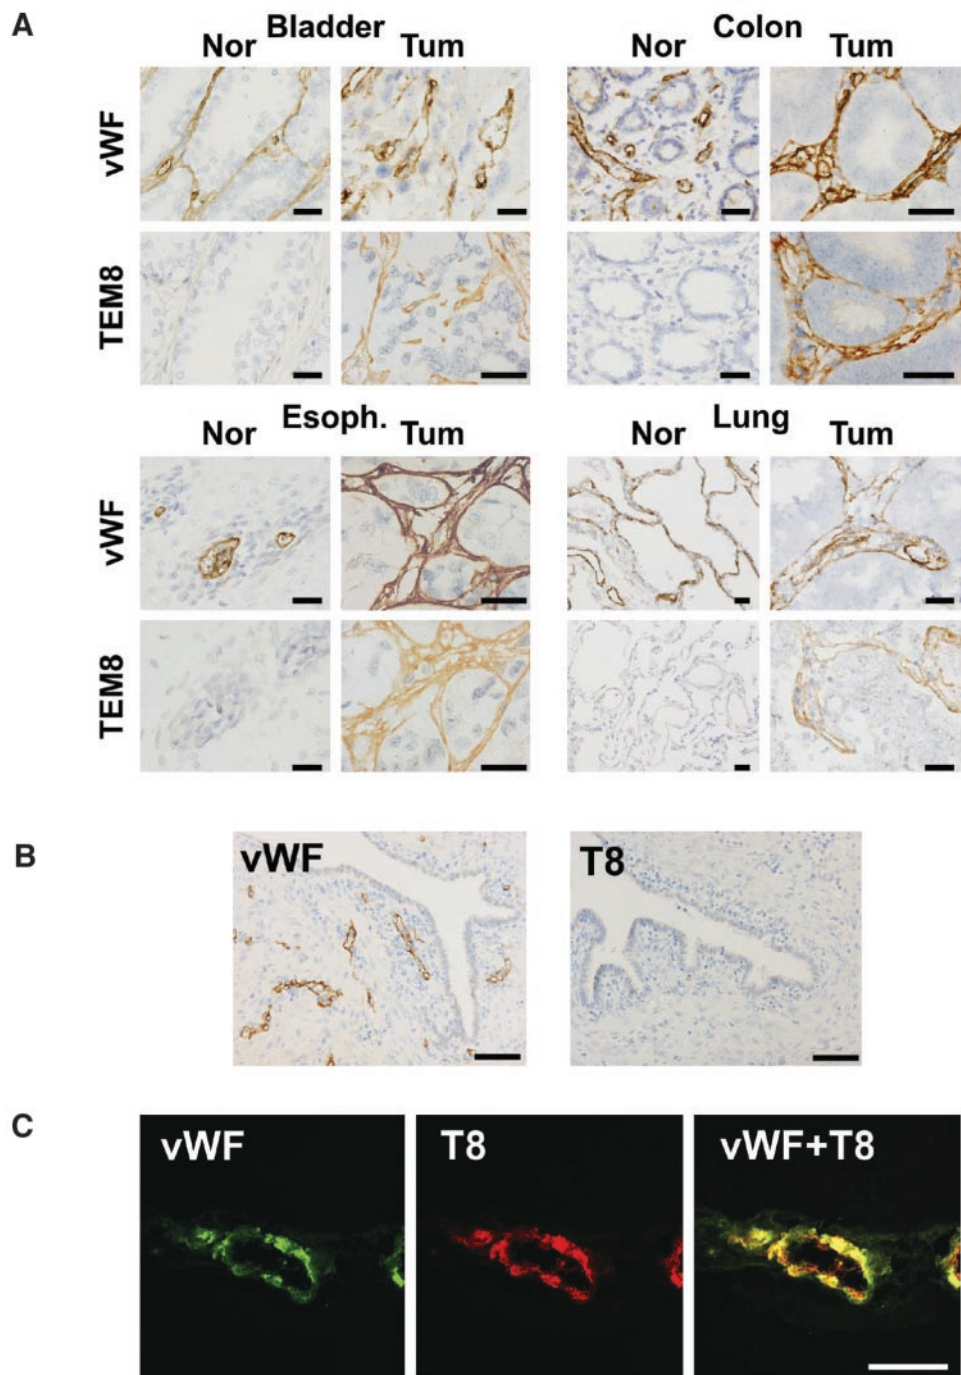 A
Bladder
Colon
Nor
Tum
Nor
Tum
vWF
TEM8
Esoph.
Lung
Nor
Tum
Nor
Tum
vWF
TEM8
B
vWF
T8
C
vWF
T8
vWF+T8